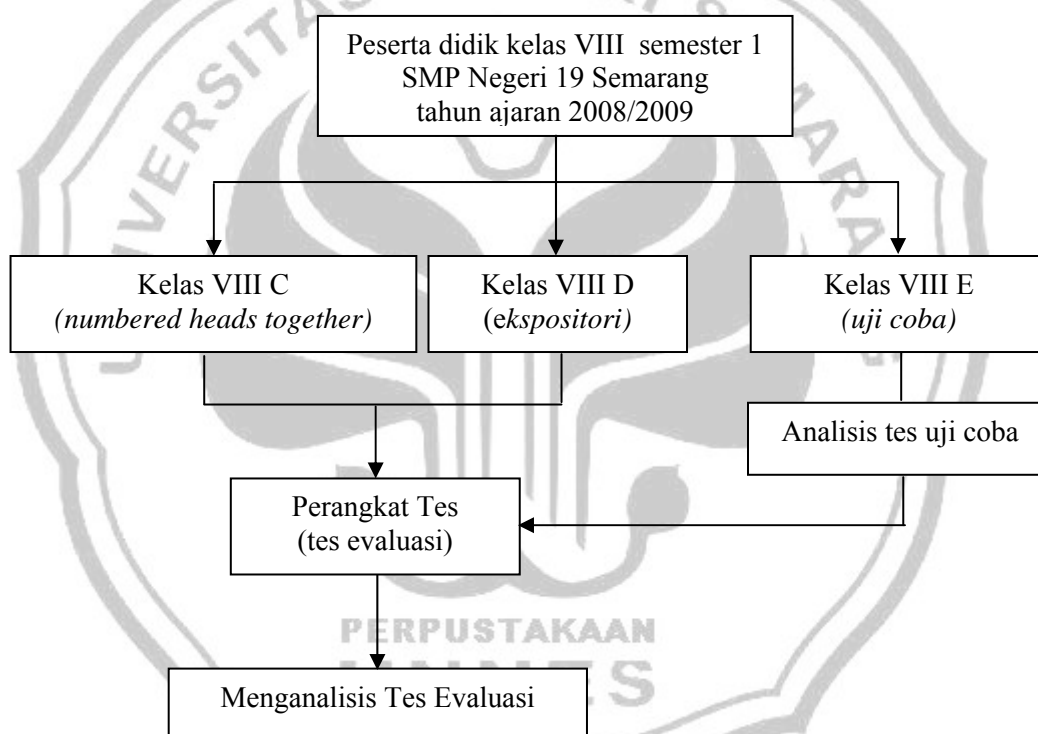 Peserta didik kelas VIII semester 1
SMP Negeri 19 Semarang
tahun ajaran 2008/2009
Kelas VIII C
(numbered heads together)
Kelas VIII D
(ekspositori)
Kelas VIII E
(uji coba)
Analisis tes uji coba
Perangkat Tes
(tes evaluasi)
PERPUSTAKAAN
UNNES
Menganalisis Tes Evaluasi